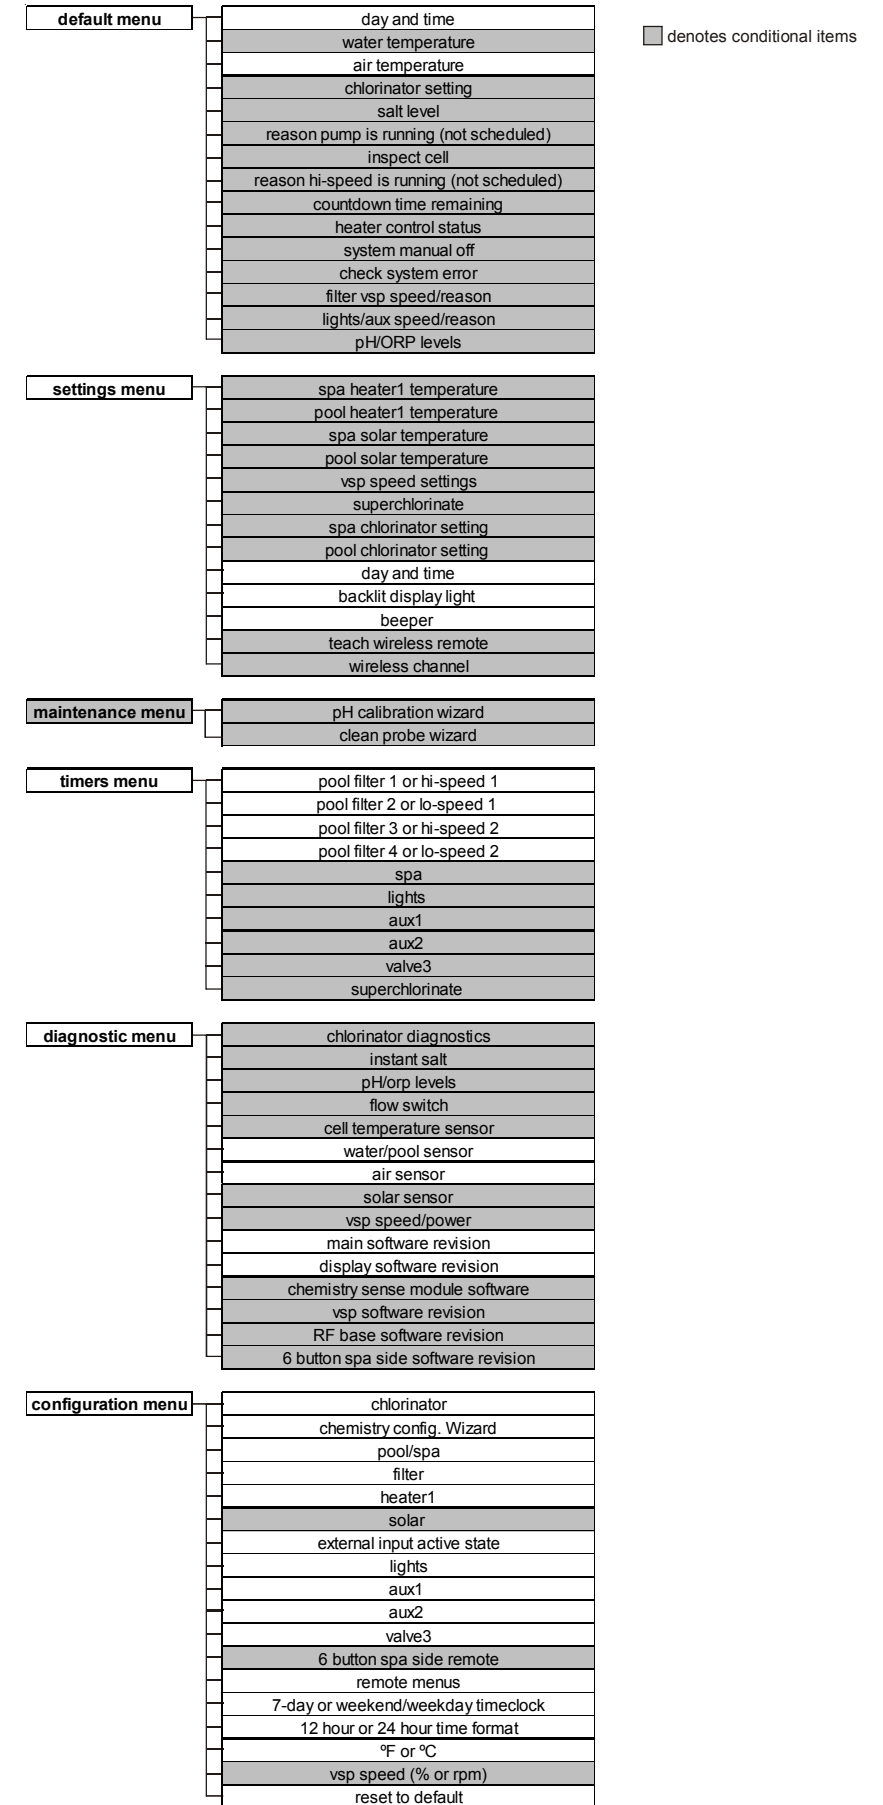 default menu
day and time
denotes conditional items
water temperature
air temperature
chlorinator setting
salt level
reason pump is running (not scheduled)
inspect cell
reason hi-speed is running (not scheduled)
countdown time remaining
heater control status
system manual off
check system error
filter vsp speed/reason
lights/aux speed/reason
pH/ORP levels
settings menu
spa heater1 temperature
pool heater1 temperature
spa solar temperature
pool solar temperature
vsp speed settings
superchlorinate
spa chlorinator setting
pool chlorinator setting
day and time
backlit display light
beeper
teach wireless remote
wireless channel
maintenance menu
pH calibration wizard
clean probe wizard
timers menu
pool filter 1 or hi-speed 1
pool filter 2 or lo-speed 1
pool filter 3 or hi-speed 2
pool filter 4 or lo-speed 2
spa
lights
aux1
aux2
valve3
superchlorinate
diagnostic menu
chlorinator diagnostics
instant salt
pH/orp levels
flow switch
cell temperature sensor
water/pool sensor
air sensor
solar sensor
vsp speed/power
main software revision
display software revision
chemistry sense module software
vsp software revision
RF base software revision
6 button spa side software revision
configuration menu
chlorinator
chemistry config. Wizard
pool/spa
filter
heater1
solar
external input active state
lights
aux1
aux2
valve3
6 button spa side remote
remote menus
7-day or weekend/weekday timeclock
12 hour or 24 hour time format
ºF or ºC
vsp speed (% or rpm)
reset to default